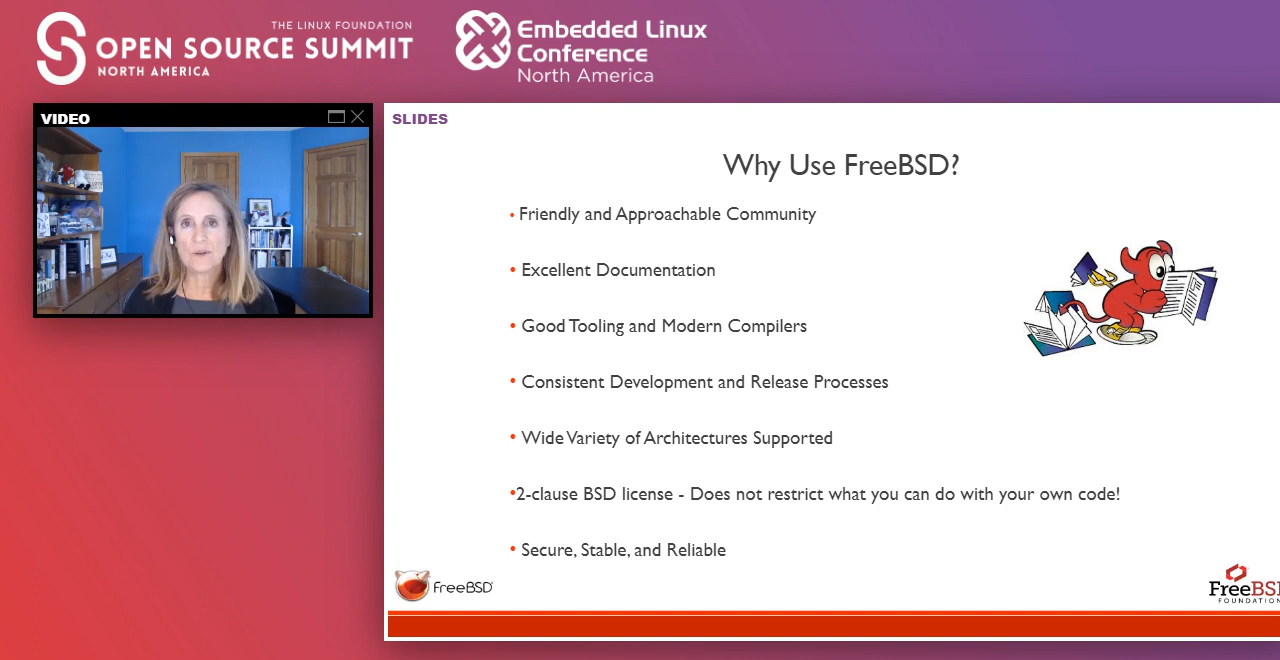 THE LINUX FOUNDATION
OPEN SOURCE SUMMIT
NORTH AMERICA
Embedded Linux
Conference
North America
VIDEO
SLIDES
Why Use FreeBSD?
• Friendly and Approachable Community
• Excellent Documentation
• Good Tooling and Modern Compilers
• Consistent Development and Release Processes
• Wide Variety of Architectures Supported
•2-clause BSD license - Does not restrict what you can do with your own code!
• Secure, Stable, and Reliable
FreeBSD
FreeBS
FOUNDATION